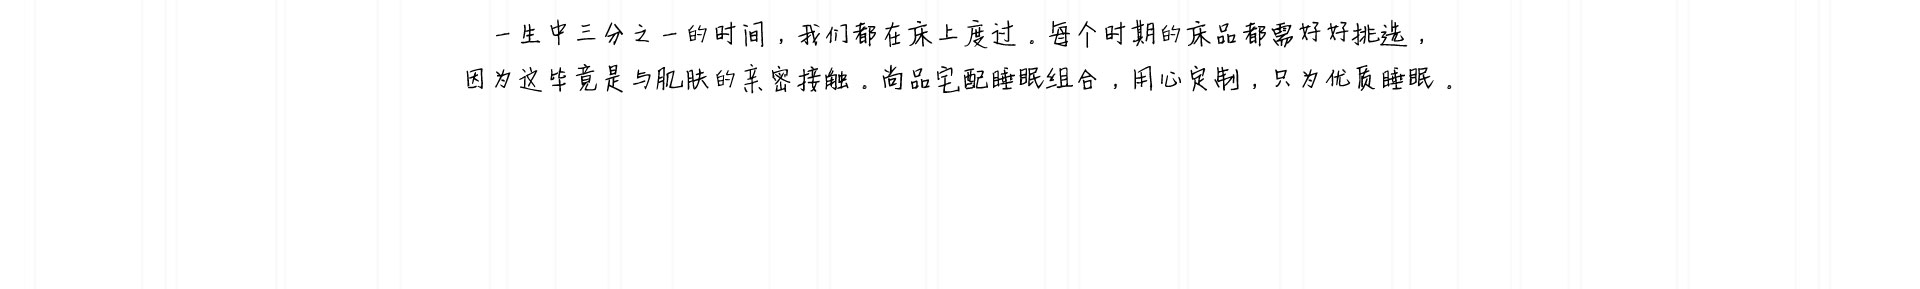 一生中三分之一的时间，我们都在床上度过。每个时期的床品都需好好挑选，
因为这毕竟是与肌肤的亲密接触。尚品宅配睡眠组合，用心定制，只为优质睡眠。